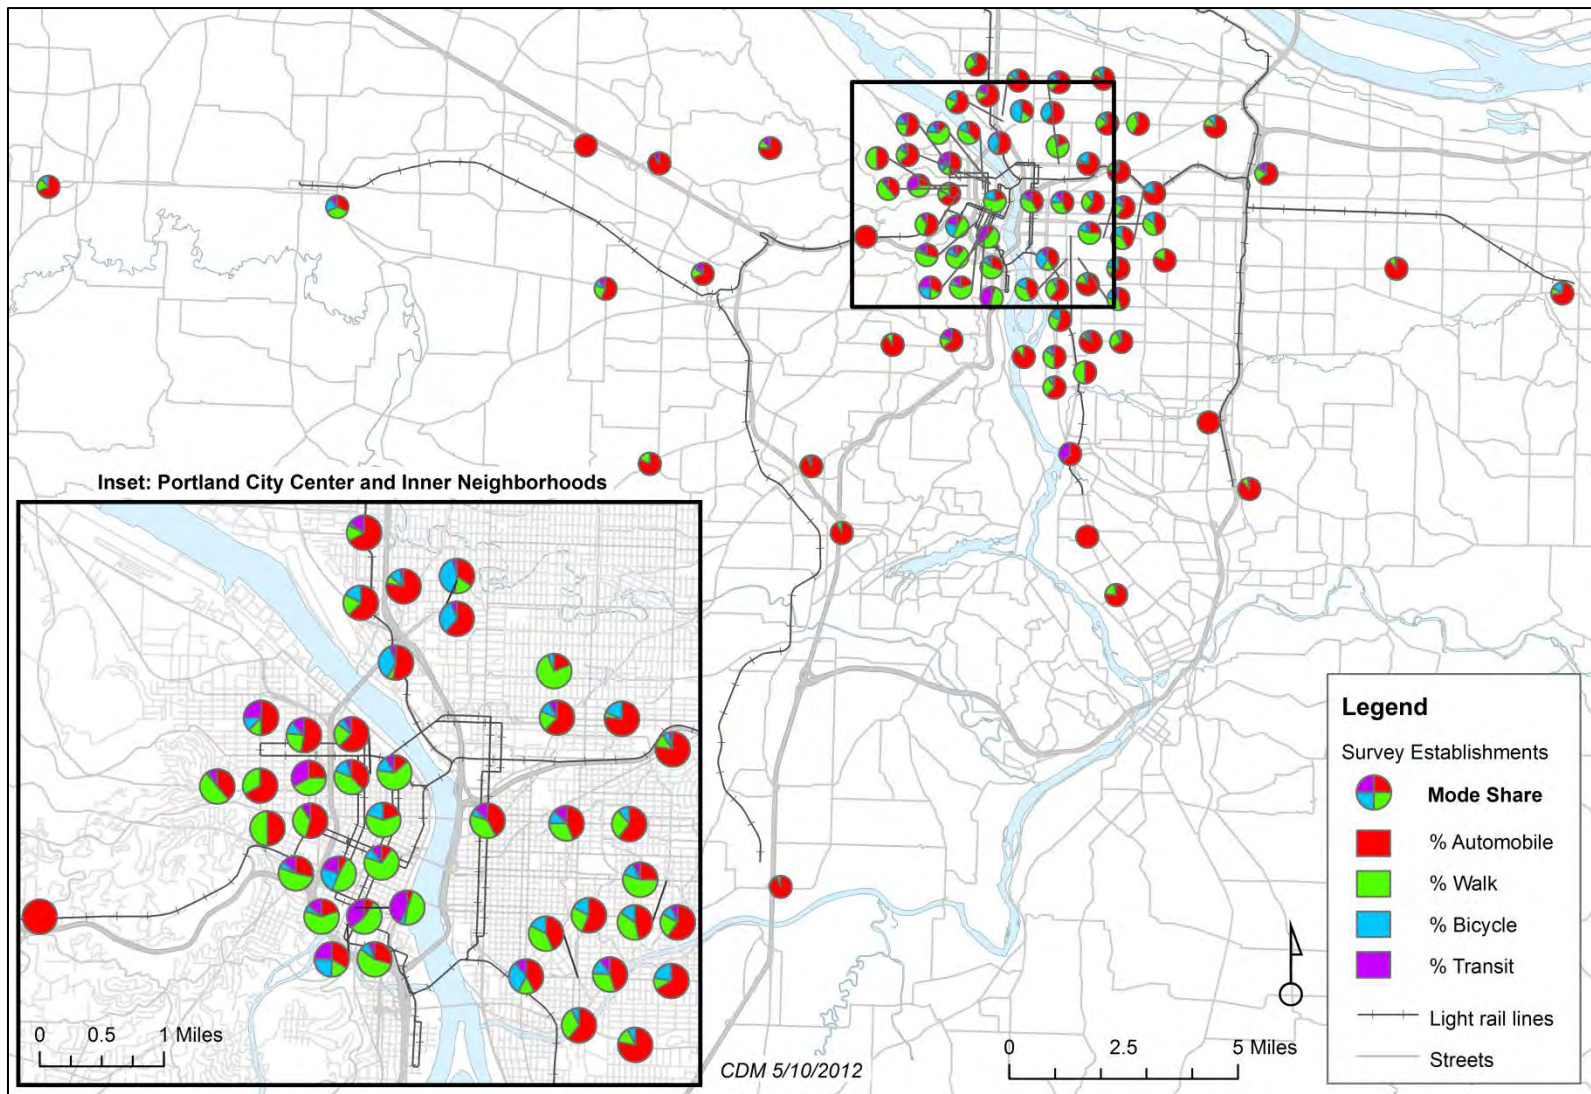 Inset: Portland City Center and Inner Neighborhoods
0 0.5 1 Miles
CDM 5/10/2012
0 2.5 5 Miles
Legend
Survey Establishments
Mode Share
% Automobile
% Walk
% Bicycle
% Transit
Light rail lines
Streets